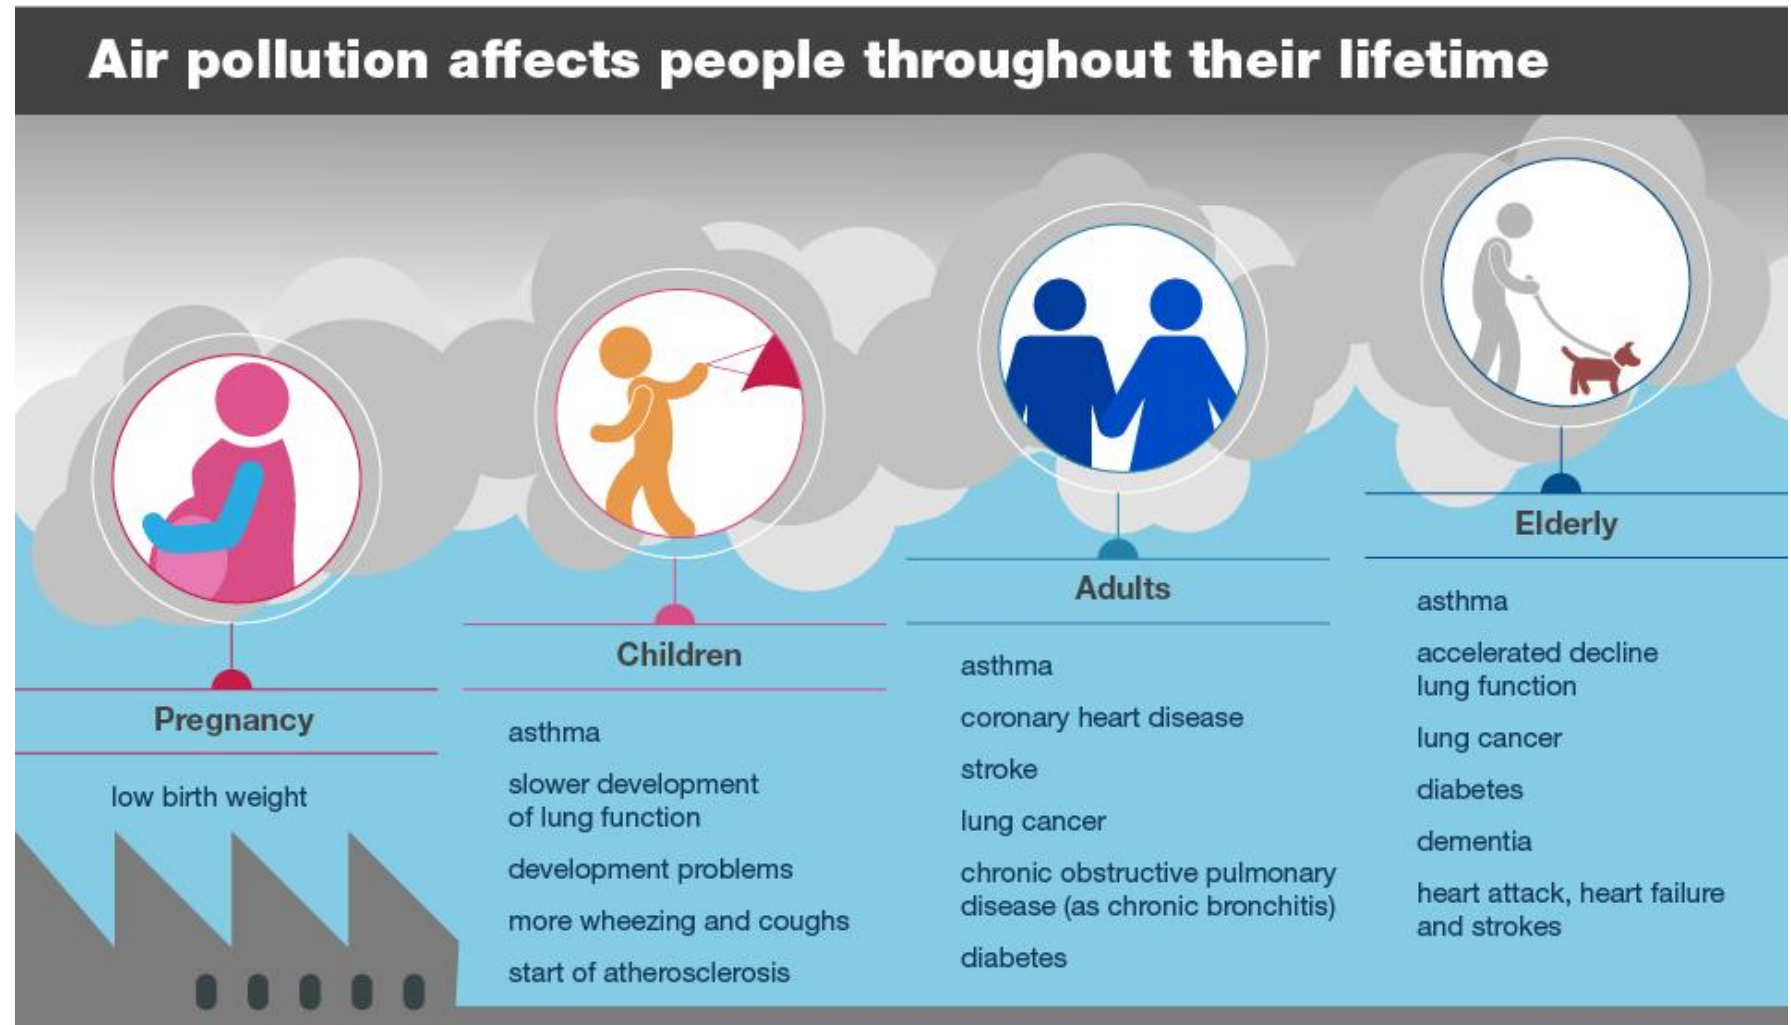 Air pollution affects people throughout their lifetime
Pregnancy
low birth weight
Children
asthma
slower development
of lung function
development problems
more wheezing and coughs
start of atherosclerosis
Adults
asthma
coronary heart disease
stroke
lung cancer
chronic obstructive pulmonary
disease (as chronic bronchitis)
diabetes
Elderly
asthma
accelerated decline
lung function
lung cancer
diabetes
dementia
heart attack, heart failure
and strokes